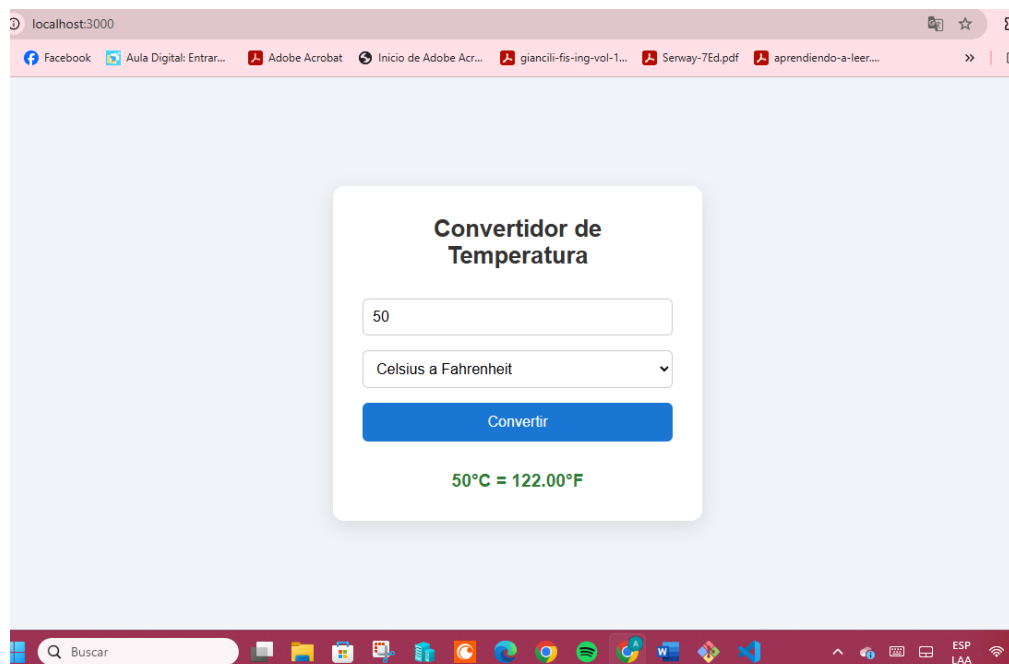 localhost:3000
Facebook Aula Digital: Entrar... Adobe Acrobat Inicio de Adobe Acr... giancili-fis-ing-vol-1... Serway-7Ed.pdf aprendiendo-a-leer.... »
Convertidor de
Temperatura
50
Celsius a Fahrenheit
Convertir
50°C = 122.00°F
Buscar
ESP
LAA